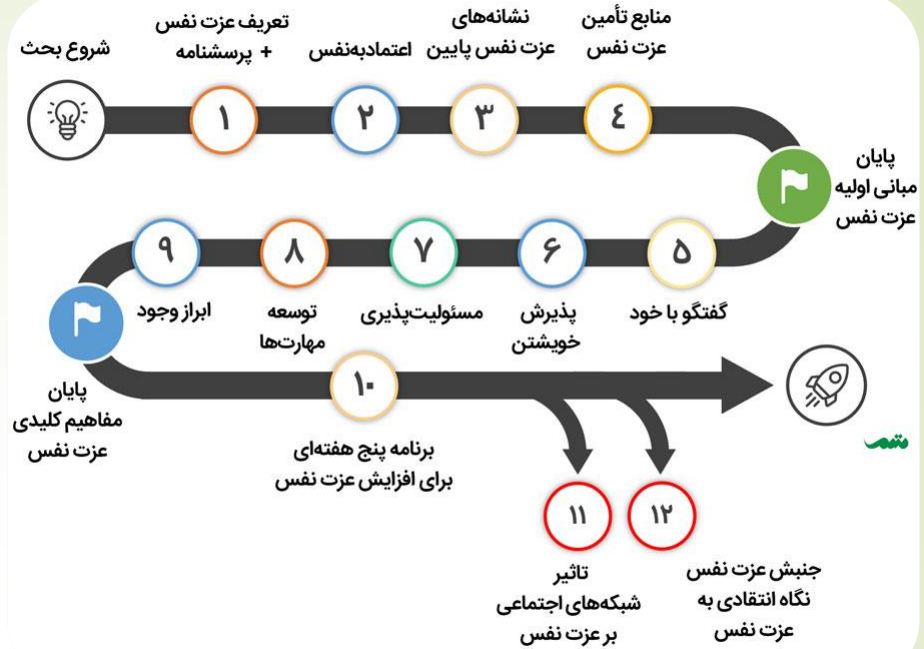 شروع بحث
تعریف عزت نفس
+ پرسشنامه
اعتمادبه‌نفس
نشانه‌های
عزت نفس پایین
منابع تأمین
عزت نفس
۱
۲
۳
٤
پایان
مبانی اولیه
عزت نفس
۵
گفتگو با خود
۶
پذیرش
خویشتن
۷
مسئولیت‌پذیری
۸
توسعه
مهارت‌ها
۹
ابراز وجود
پایان
مفاهیم کلیدی
عزت نفس
۱۰
برنامه پنج هفته‌ای
برای افزایش عزت نفس
۱۱
تاثیر
شبکه‌های اجتماعی
بر عزت نفس
۱۲
جنبش عزت نفس
نگاه انتقادی به
عزت نفس